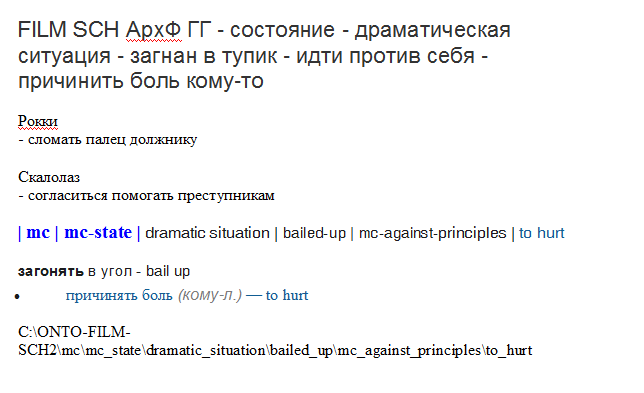 FILM SCH АрхФ ГГ - состояние - драматическая
ситуация - загнан в тупик - идти против себя -
причинить боль кому-то
Рокки
- сломать палец должнику
Скалолаз
- согласиться помогать преступникам
| mc | mc-state | dramatic situation | bailed-up | mc-against-principles | to hurt
загонять в угол - bail up
• причинять боль (кому-л.) — to hurt
C:\ONTO-FILM-
SCH2\mc\mc_state\dramatic_situation\bailed_up\mc_against_principles\to_hurt